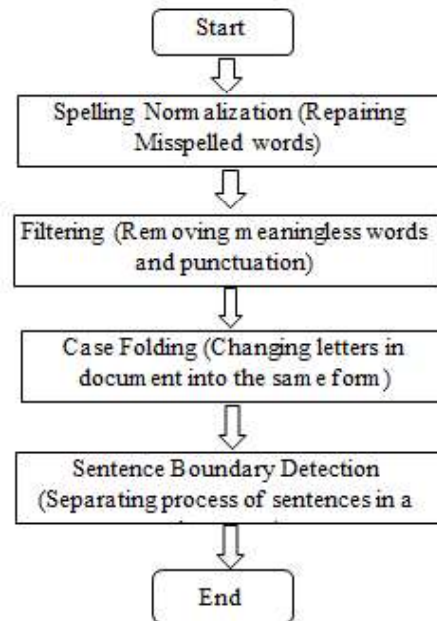 Start
Spelling Normalization (Repairing
Misspelled words)
Filtering (Removing meaningless words
and punctuation)
Case Folding (Changing letters in
document into the same form)
Sentence Boundary Detection
(Separating process of sentences in a
End